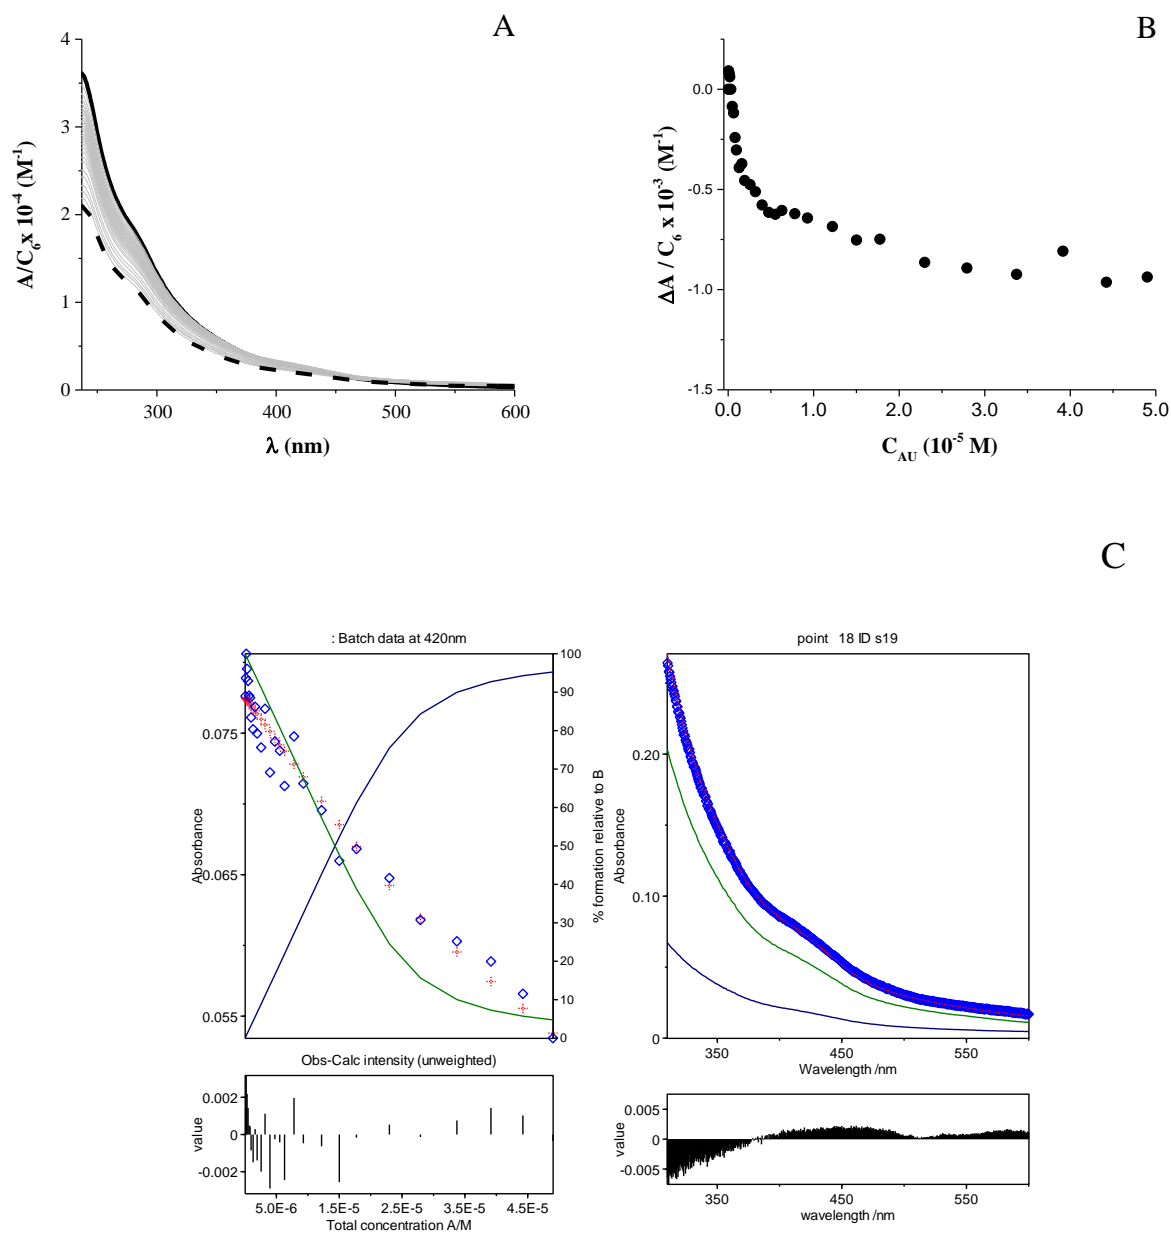 A
4
3
2
1
0
300
400
500
600
A/C6x 10-4 (M-1)
λ (nm)
B
0.0
-0.5
-1.0
-1.5
0.0
1.0
2.0
3.0
4.0
5.0
ΔA / C6 x 10-3 (M-1)
CAU (10-5 M)
C
: Batch data at 420nm
0.075
0.065
0.055
Absorbance
100
90
80
70
60
50
40
30
20
10
0
% formation relative to B
Obs-Calc intensity (unweighted)
0.002
0
-0.002
value
5.0E-6
1.5E-5
2.5E-5
3.5E-5
4.5E-5
Total concentration A/M
point 18 ID s19
0.20
0.10
0
Absorbance
350
450
550
Wavelength /nm
0.005
0
-0.005
value
350
450
550
wavelength /nm